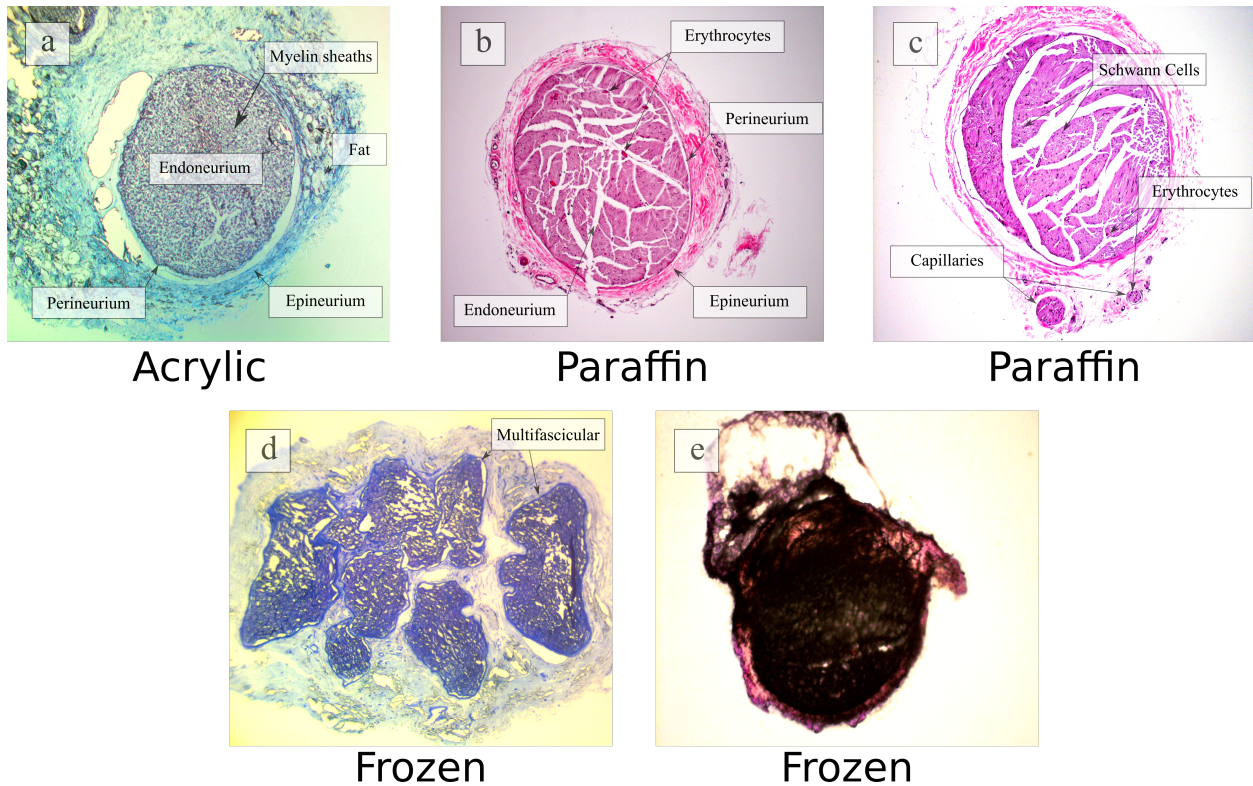 a
Myelin sheaths
Endoneurium
Fat
Perineurium
Epineurium
Acrylic
b
Erythrocytes
Perineurium
Endoneurium
Epineurium
Paraffin
c
Schwann Cells
Erythrocytes
Capillaries
Paraffin
d
Multifascicular
Frozen
e
Frozen